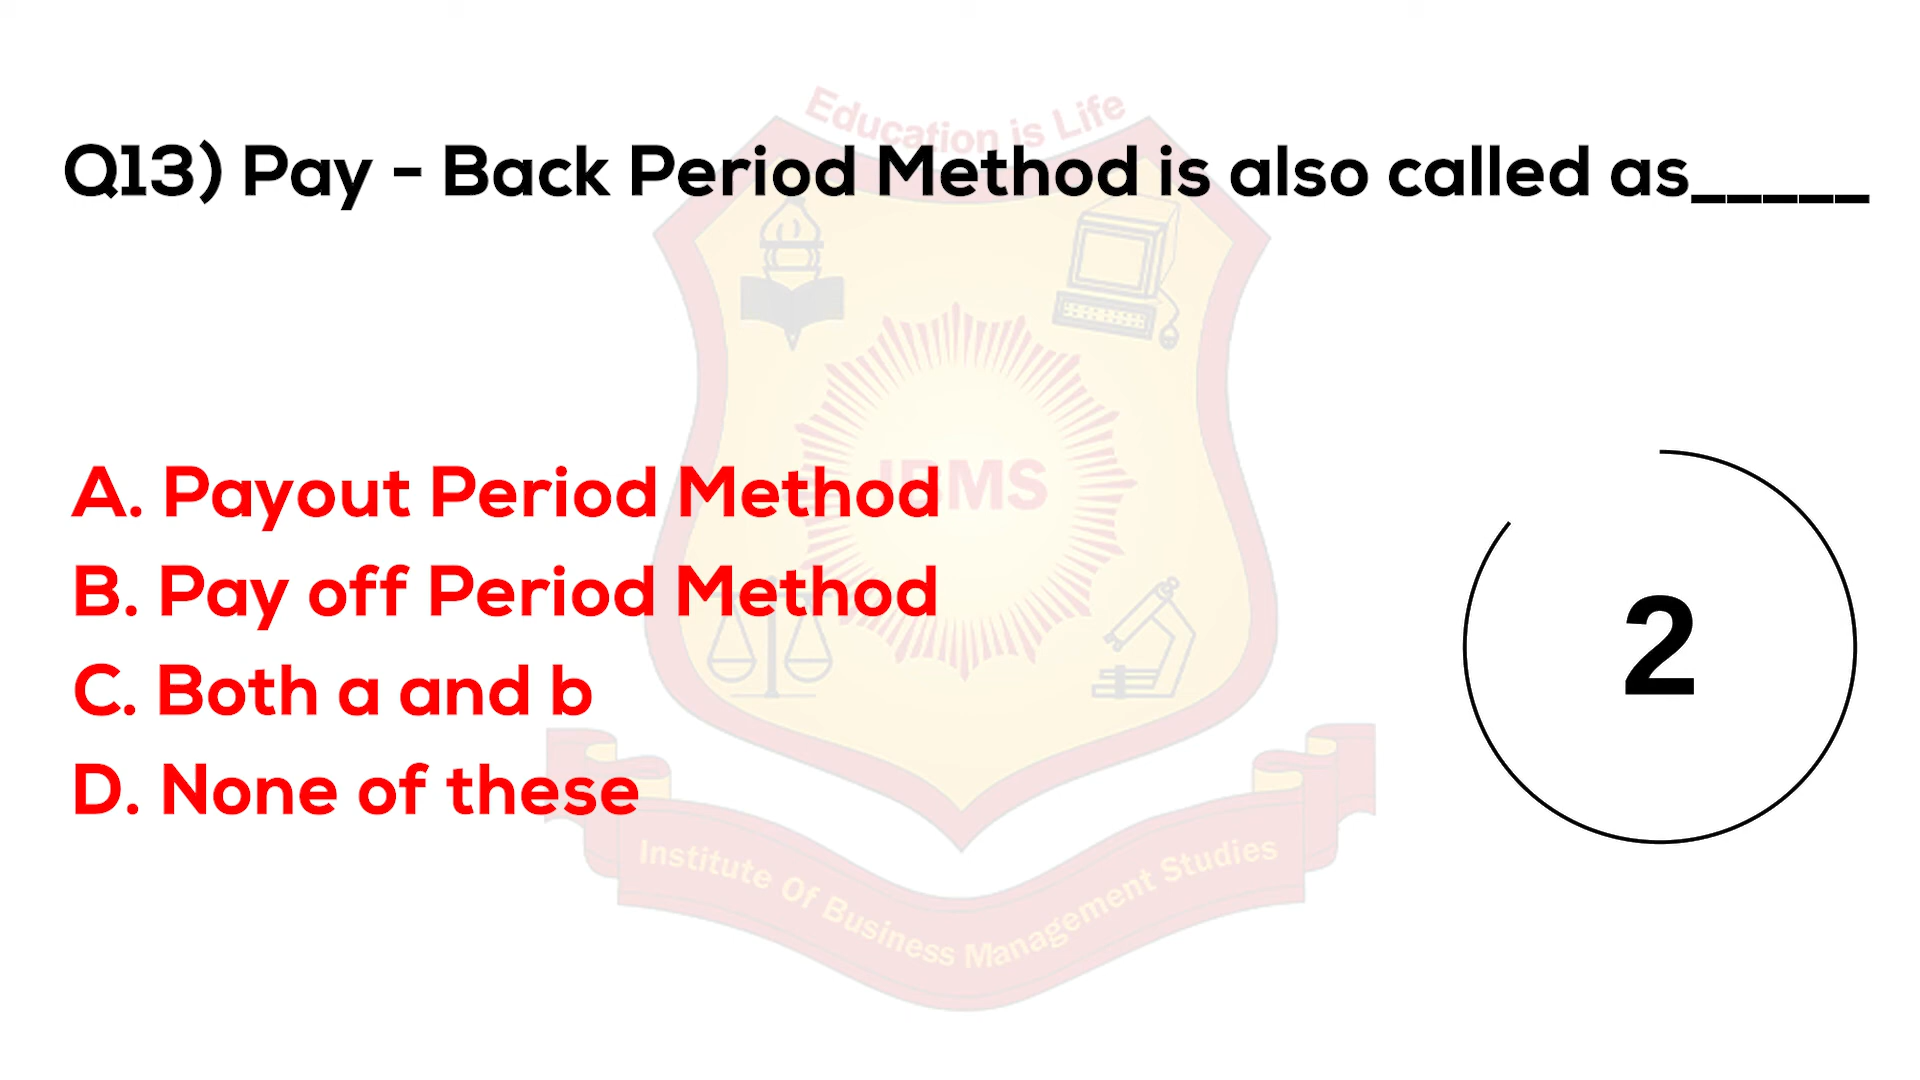 Education is Life
Q13) Pay - Back Period Method is also called as_____
IBMS
A. Payout Period Method
B. Pay off Period Method
C. Both a and b
D. None of these
2
Institute Of Business Management Studies